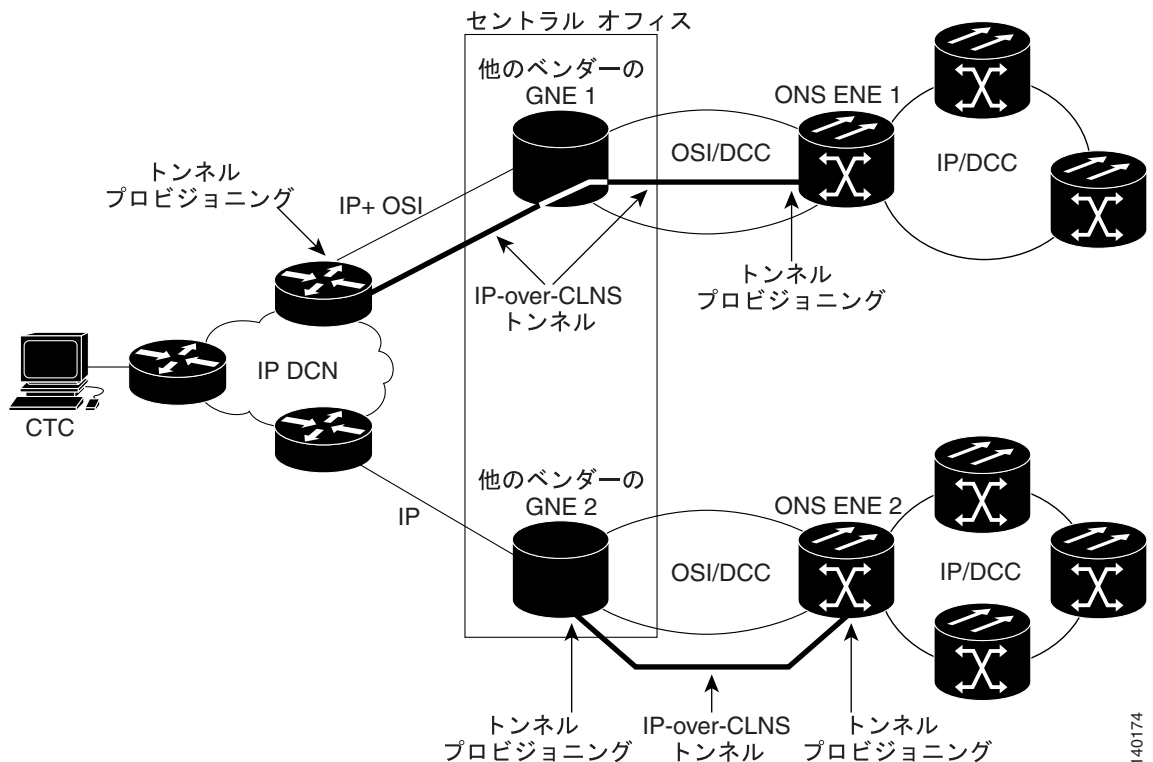 セントラル オフィス
他のベンダーの
GNE 1
ONS ENE 1
OSI/DCC
IP/DCC
トンネル
プロビジョニング
IP+ OSI
IP-over-CLNS
トンネル
トンネル
プロビジョニング
IP DCN
CTC
他のベンダーの
GNE 2
ONS ENE 2
IP
OSI/DCC
IP/DCC
トンネル
プロビジョニング
IP-over-CLNS
トンネル
トンネル
プロビジョニング
140174